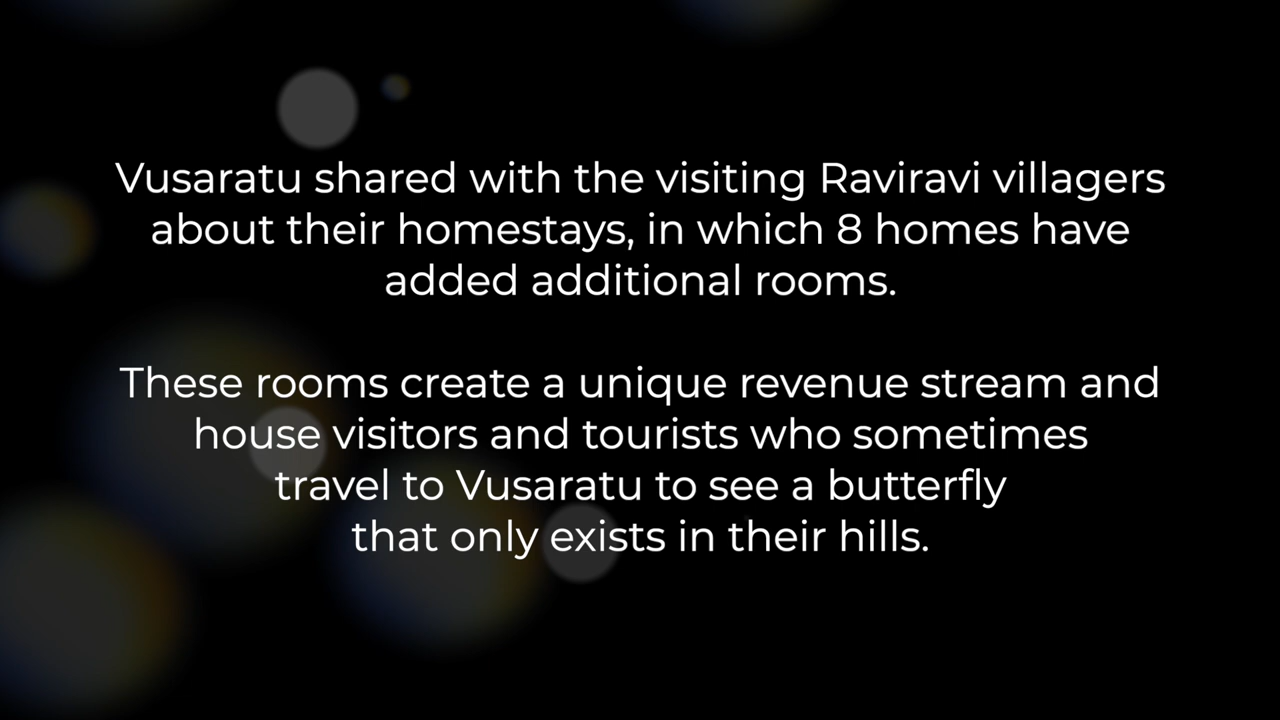 Vusaratu shared with the visiting Raviravi villagers
about their homestays, in which 8 homes have
added additional rooms.
These rooms create a unique revenue stream and
house visitors and tourists who sometimes
travel to Vusaratu to see a butterfly
that only exists in their hills.